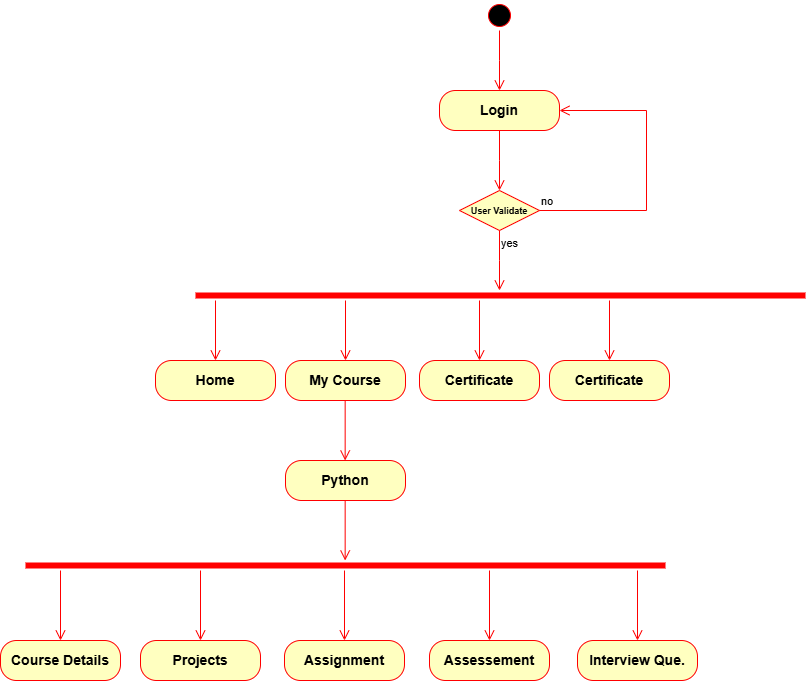 Login
User Validate
no
yes
Home
My Course
Certificate
Certificate
Python
Course Details
Projects
Assignment
Assessement
Interview Que.